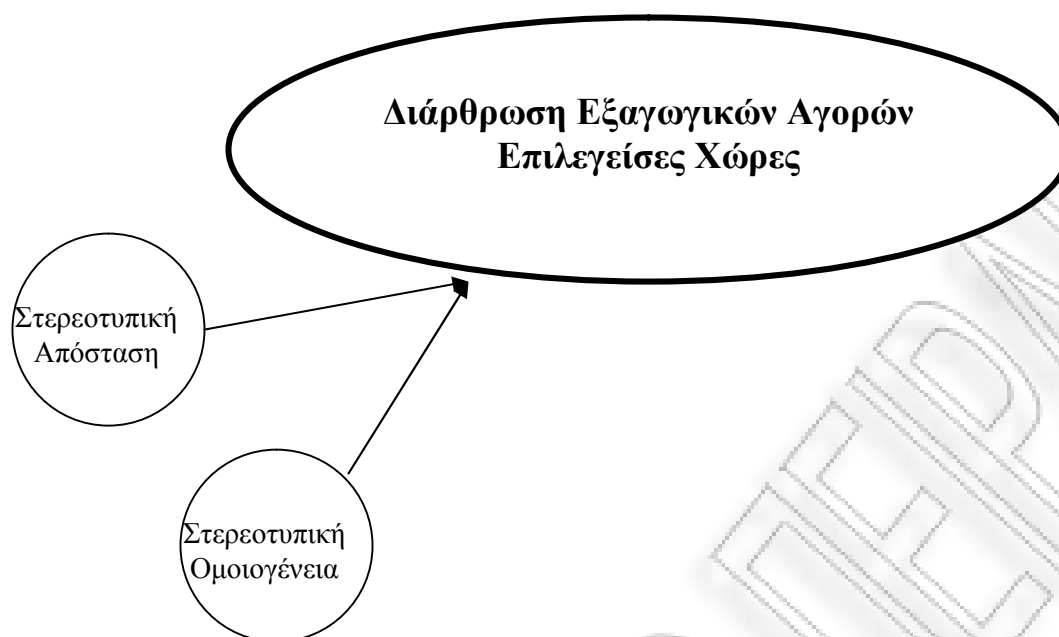 Διάρθρωση Εξαγωγικών Αγορών
Επιλεγείσες Χώρες
Στερεοτυπική
Απόσταση
Στερεοτυπική
Ομοιογένεια